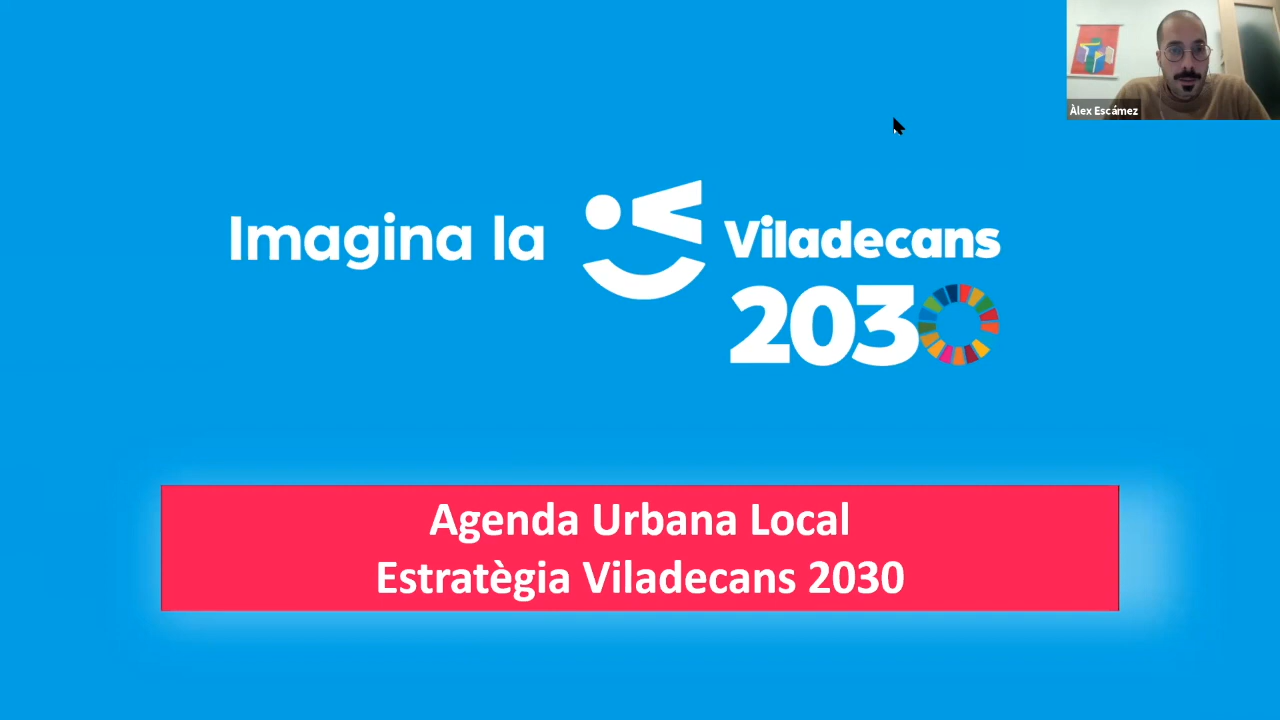 Àlex Escámez
Imagina la Viladecans
2030
Agenda Urbana Local
Estratègia Viladecans 2030